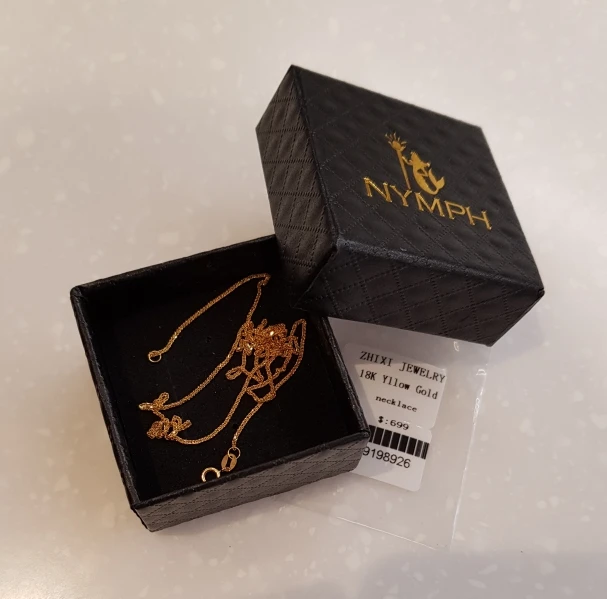 NYMPH
ZHIXI JEWELRY
18K Yllow Gold
necklace
$:699
9198926